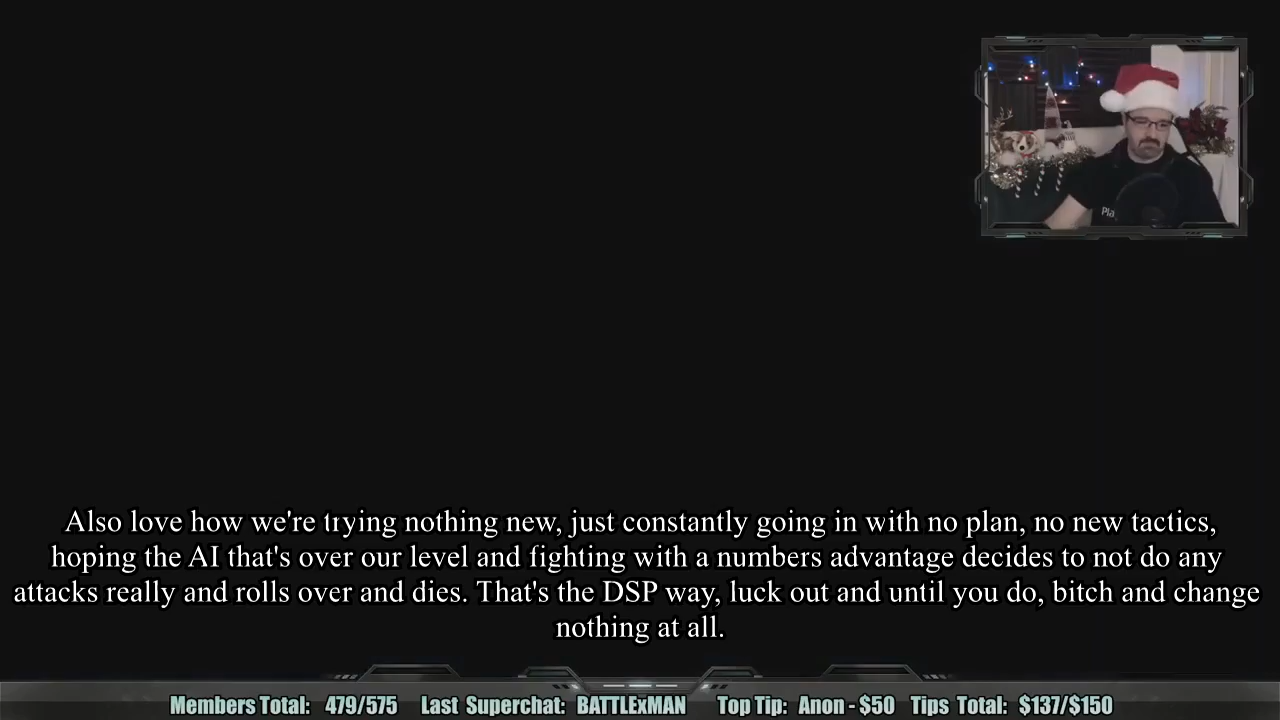 Pla
Also love how we're trying nothing new, just constantly going in with no plan, no new tactics,
hoping the AI that's over our level and fighting with a numbers advantage decides to not do any
attacks really and rolls over and dies. That's the DSP way, luck out and until you do, bitch and change
nothing at all.
Members Total: 479/575 Last Superchat: BATTLExMAN Top Tip: Anon - $50 Tips Total: $137/$150